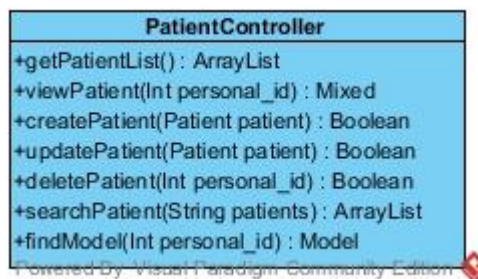 PatientController
+getPatientList() : ArrayList
+viewPatient(Int personal_id) : Mixed
+createPatient(Patient patient) : Boolean
+updatePatient(Patient patient) : Boolean
+deletePatient(Int personal_id) : Boolean
+searchPatient(String patients) : ArrayList
+findModel(Int personal_id) : Model
Powered By Visual Paradigm Community Edition